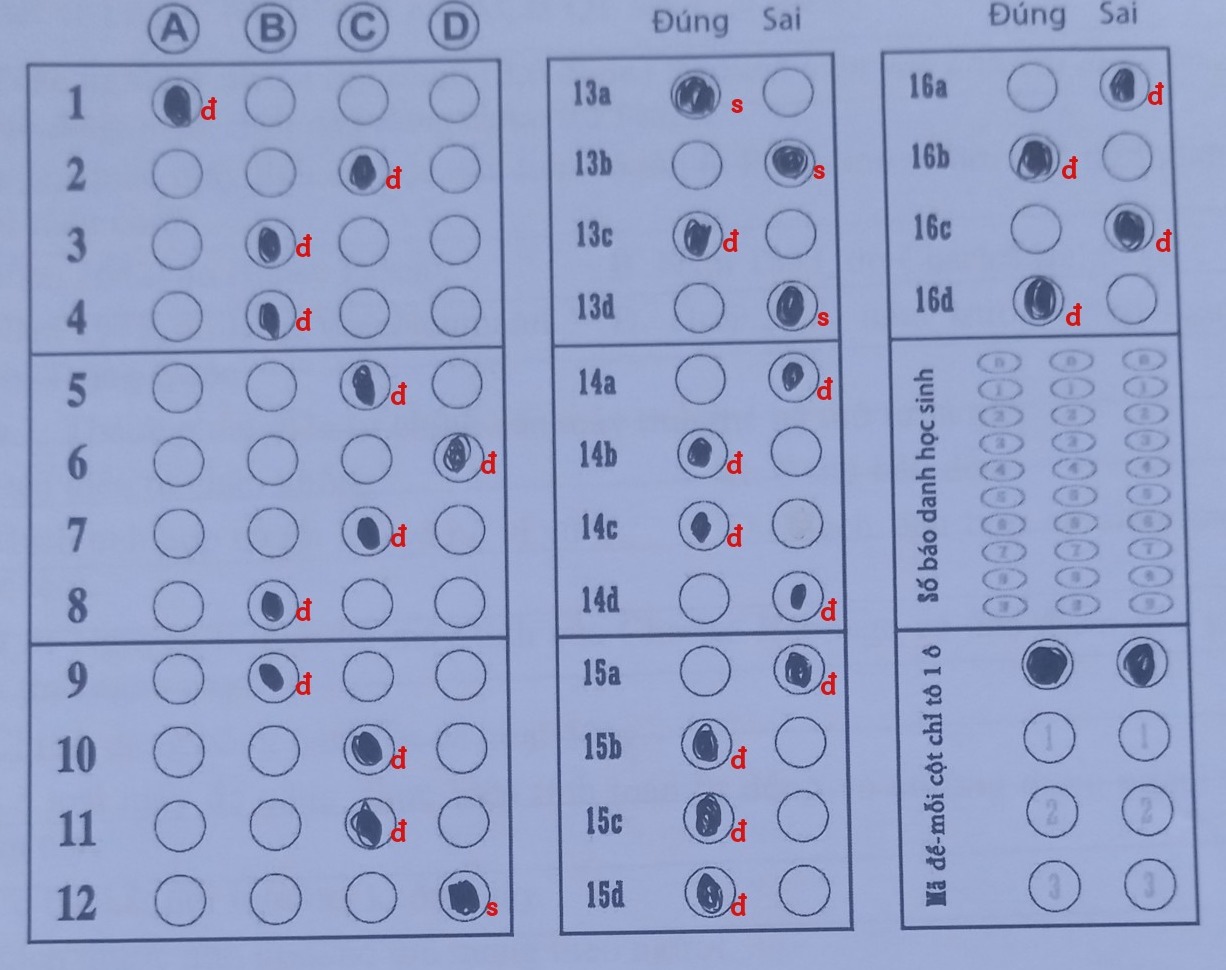 A B C D
1 đ
2 đ
3 đ
4 đ
5 đ
6 đ
7 đ
8 đ
9 đ
10 đ
11 đ
12 s
Đúng Sai
13a s
13b s
13c đ
13d s
14a đ
14b đ
14c đ
14d đ
15a đ
15b đ
15c đ
15d đ
Đúng Sai
16a đ
16b đ
16c đ
16d đ
Số báo danh học sinh
Mã đề-mỗi cột chỉ tô 1 ô
1 1
2 2
3 3